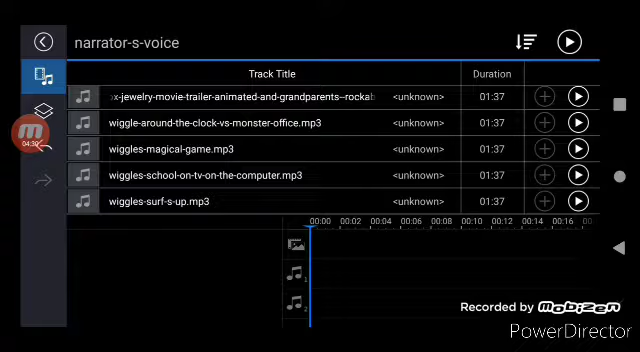 narrator-s-voice
Track Title Duration
x-jewelry-movie-trailer-animated-and-grandparents--rockab <unknown> 01:37
wiggle-around-the-clock-vs-monster-office.mp3 <unknown> 01:37
wiggles-magical-game.mp3 <unknown> 01:37
wiggles-school-on-tv-on-the-computer.mp3 <unknown> 01:37
wiggles-surf-s-up.mp3 <unknown> 01:37
04:30
00:00 00:02 00:04 00:06 00:08 00:10 00:12 00:14 00:16 00
1
2
Recorded by mobizen
PowerDirector